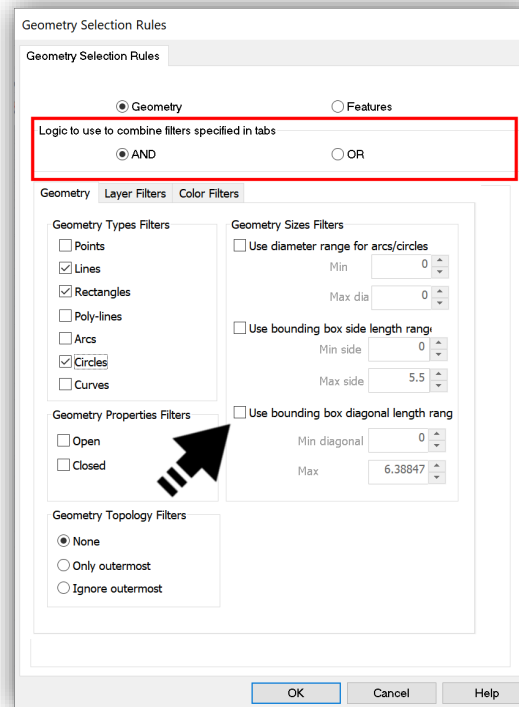 Geometry Selection Rules
Geometry Selection Rules
Geometry Features
Logic to use to combine filters specified in tabs
AND OR
Geometry Layer Filters Color Filters
Geometry Types Filters
Points
Lines
Rectangles
Poly-lines
Arcs
Circles
Curves
Geometry Properties Filters
Open
Closed
Geometry Topology Filters
None
Only outermost
Ignore outermost
Geometry Sizes Filters
Use diameter range for arcs/circles
Min 0
Max dia 0
Use bounding box side length rang
Min side 0
Max side 5.5
Use bounding box diagonal length rang
Min diagonal 0
Max 6.38847
OK Cancel Help